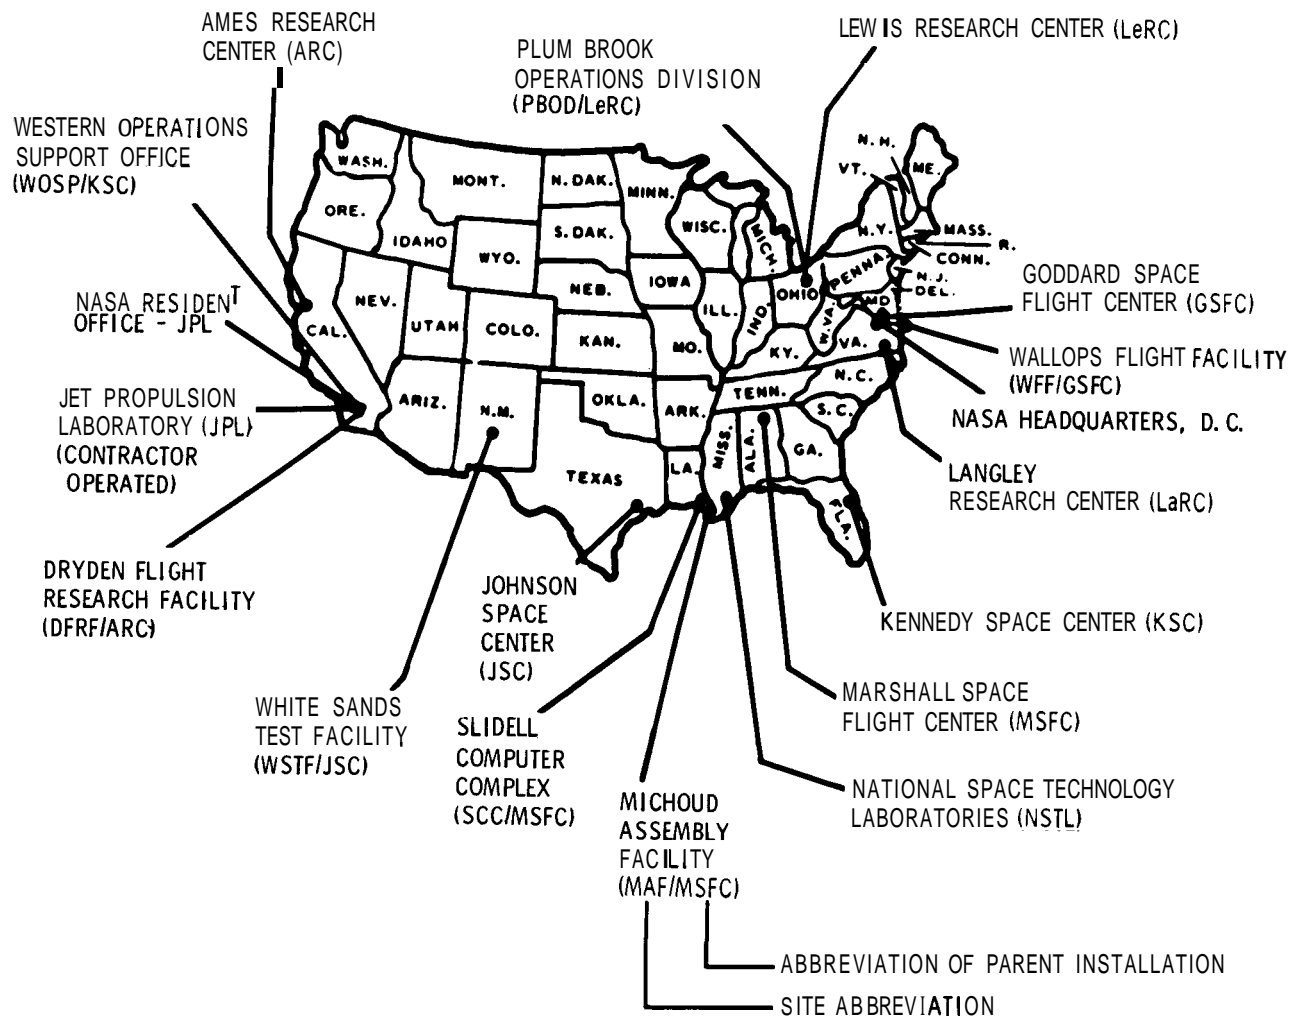 AMES RESEARCH
CENTER (ARC)
LEWIS RESEARCH CENTER (LeRC)
PLUM BROOK
OPERATIONS DIVISION
(PBOD/LeRC)
WESTERN OPERATIONS
SUPPORT OFFICE
(WOSP/KSC)
NASA RESIDENT
OFFICE - JPL
JET PROPULSION
LABORATORY (JPL)
(CONTRACTOR
OPERATED)
DRYDEN FLIGHT
RESEARCH FACILITY
(DFRF/ARC)
WHITE SANDS
TEST FACILITY
(WSTF/JSC)
JOHNSON
SPACE
CENTER
(JSC)
SLIDELL
COMPUTER
COMPLEX
(SCC/MSFC)
MICHOUD
ASSEMBLY
FACILITY
(MAF/MSFC)
GODDARD SPACE
FLIGHT CENTER (GSFC)
WALLOPS FLIGHT FACILITY
(WFF/GSFC)
NASA HEADQUARTERS, D. C.
LANGLEY
RESEARCH CENTER (LaRC)
KENNEDY SPACE CENTER (KSC)
MARSHALL SPACE
FLIGHT CENTER (MSFC)
NATIONAL SPACE TECHNOLOGY
LABORATORIES (NSTL)
ABBREVIATION OF PARENT INSTALLATION
SITE ABBREVIATION
WASH.
ORE.
CAL.
NEV.
IDAHO
MONT.
WYO.
UTAH
COLO.
ARIZ.
N.M.
N. DAK.
S. DAK.
NEB.
KAN.
OKLA.
TEXAS
MINN.
IOWA
MO.
ARK.
LA.
WISC.
ILL.
MICH.
IND.
OHIO
KY.
TENN.
MISS.
ALA.
GA.
FLA.
S. C.
N. C.
VA.
W. VA.
MD
PENNA.
N.Y.
VT.
N. H.
ME.
MASS.
R.
CONN.
N.J.
DEL.